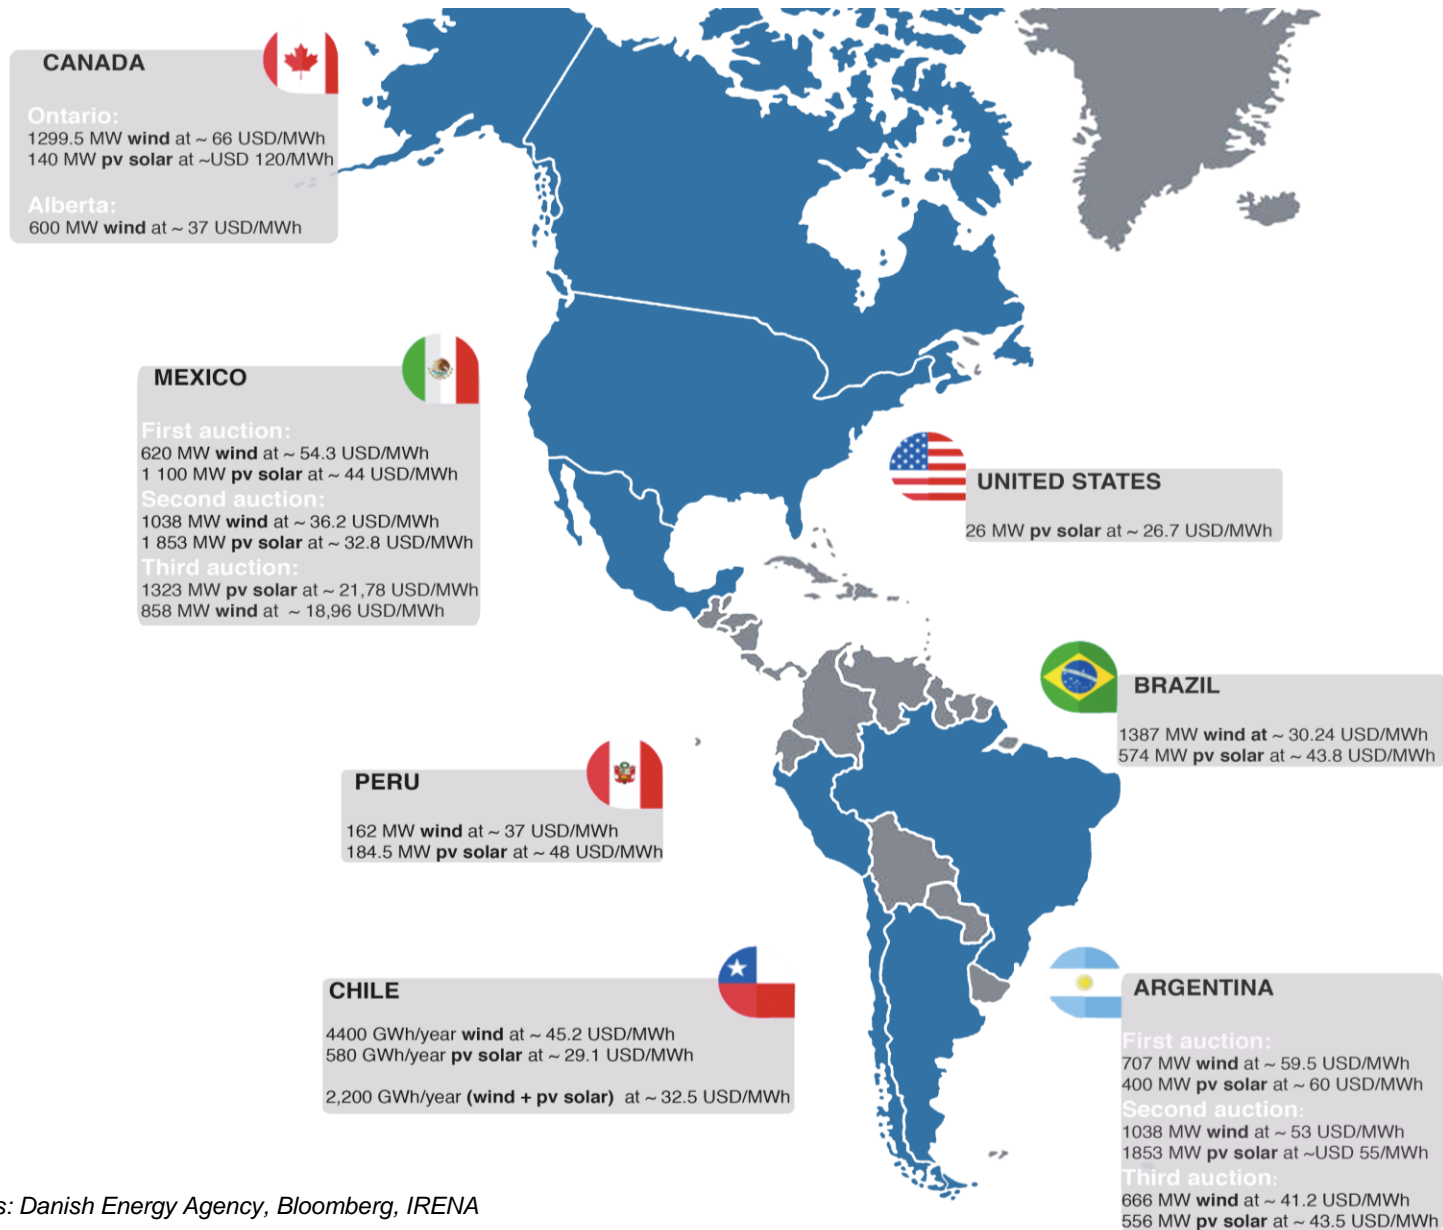 CANADA
Ontario:
1299.5 MW wind at ~ 66 USD/MWh
140 MW pv solar at ~USD 120/MWh
Alberta:
600 MW wind at ~ 37 USD/MWh
MEXICO
First auction:
620 MW wind at ~ 54.3 USD/MWh
1 100 MW pv solar at ~ 44 USD/MWh
Second auction:
1038 MW wind at ~ 36.2 USD/MWh
1 853 MW pv solar at ~ 32.8 USD/MWh
Third auction:
1323 MW pv solar at ~ 21,78 USD/MWh
858 MW wind at ~ 18,96 USD/MWh
UNITED STATES
26 MW pv solar at ~ 26.7 USD/MWh
BRAZIL
1387 MW wind at ~ 30.24 USD/MWh
574 MW pv solar at ~ 43.8 USD/MWh
PERU
162 MW wind at ~ 37 USD/MWh
184.5 MW pv solar at ~ 48 USD/MWh
CHILE
4400 GWh/year wind at ~ 45.2 USD/MWh
580 GWh/year pv solar at ~ 29.1 USD/MWh
2,200 GWh/year (wind + pv solar) at ~ 32.5 USD/MWh
ARGENTINA
First auction:
707 MW wind at ~ 59.5 USD/MWh
400 MW pv solar at ~ 60 USD/MWh
Second auction:
1038 MW wind at ~ 53 USD/MWh
1853 MW pv solar at ~USD 55/MWh
Third auction:
666 MW wind at ~ 41.2 USD/MWh
556 MW pv solar at ~ 43.5 USD/MWh
s: Danish Energy Agency, Bloomberg, IRENA